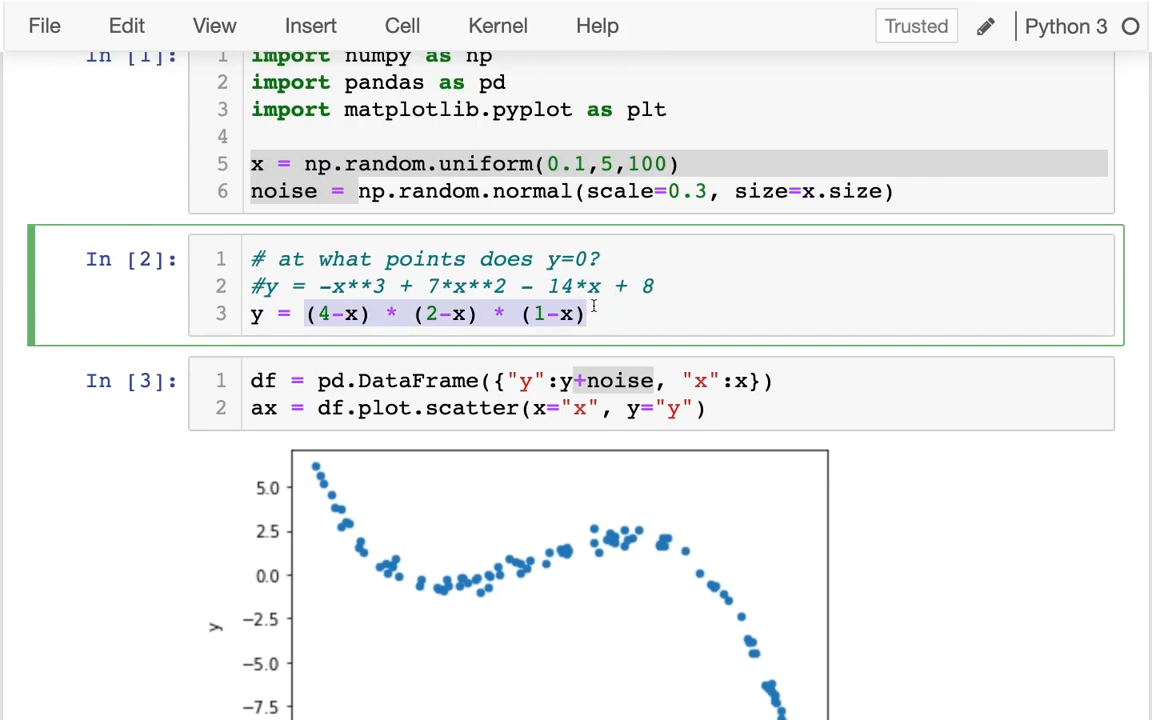 File Edit View Insert Cell Kernel Help Trusted Python 3
In [1]:
1 import numpy as np
2 import pandas as pd
3 import matplotlib.pyplot as plt
4
5 x = np.random.uniform(0.1,5,100)
6 noise = np.random.normal(scale=0.3, size=x.size)
In [2]:
1 # at what points does y=0?
2 #y = -x**3 + 7*x**2 - 14*x + 8
3 y = (4-x) * (2-x) * (1-x)
In [3]:
1 df = pd.DataFrame({"y":y+noise, "x":x})
2 ax = df.plot.scatter(x="x", y="y")
5.0
2.5
0.0
−2.5
y
−5.0
−7.5